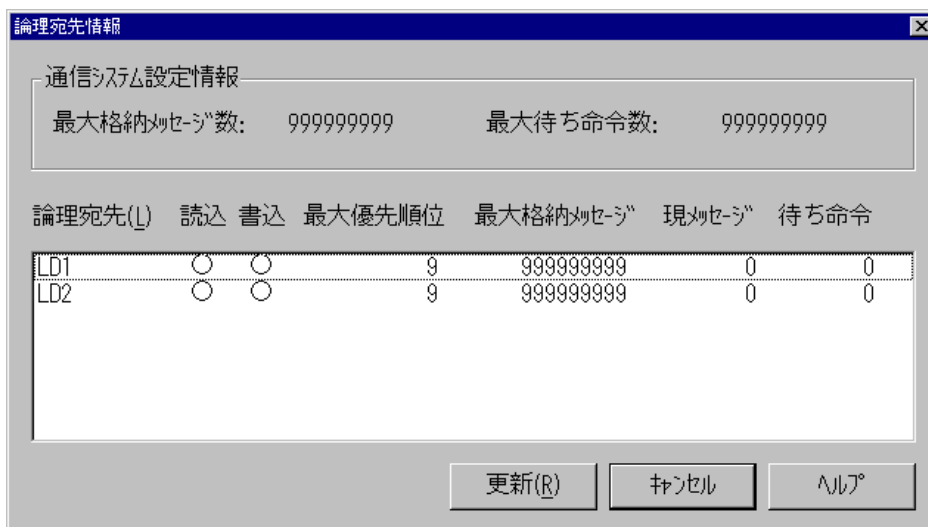 論理宛先情報
通信ｼｽﾃﾑ設定情報
最大格納ﾒｯｾｰｼﾞ数: 999999999 最大待ち命令数: 999999999
論理宛先(L) 読込 書込 最大優先順位 最大格納ﾒｯｾｰｼﾞ 現ﾒｯｾｰｼﾞ 待ち命令
LD1 ○ ○ 9 999999999 0 0
LD2 ○ ○ 9 999999999 0 0
更新(R) ｷｬﾝｾﾙ ﾍﾙﾌﾟ